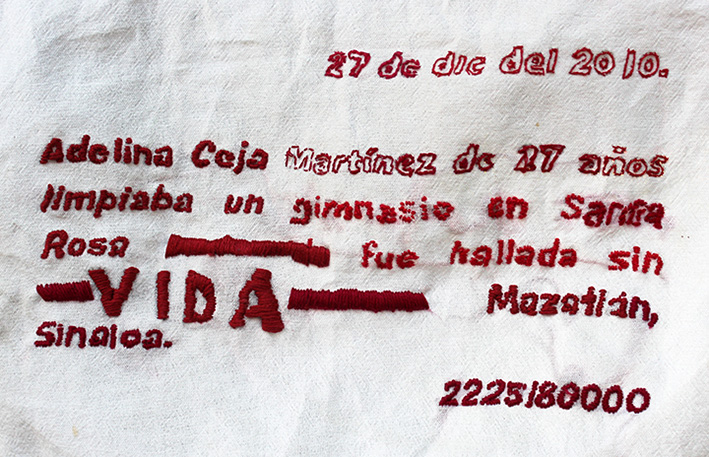 27 de dic del 2010.
Adelina Ceja Martínez de 27 años
limpiaba un gimnasio en Santa
Rosa fue hallada sin
VIDA Mazatlán,
Sinaloa.
2225180000